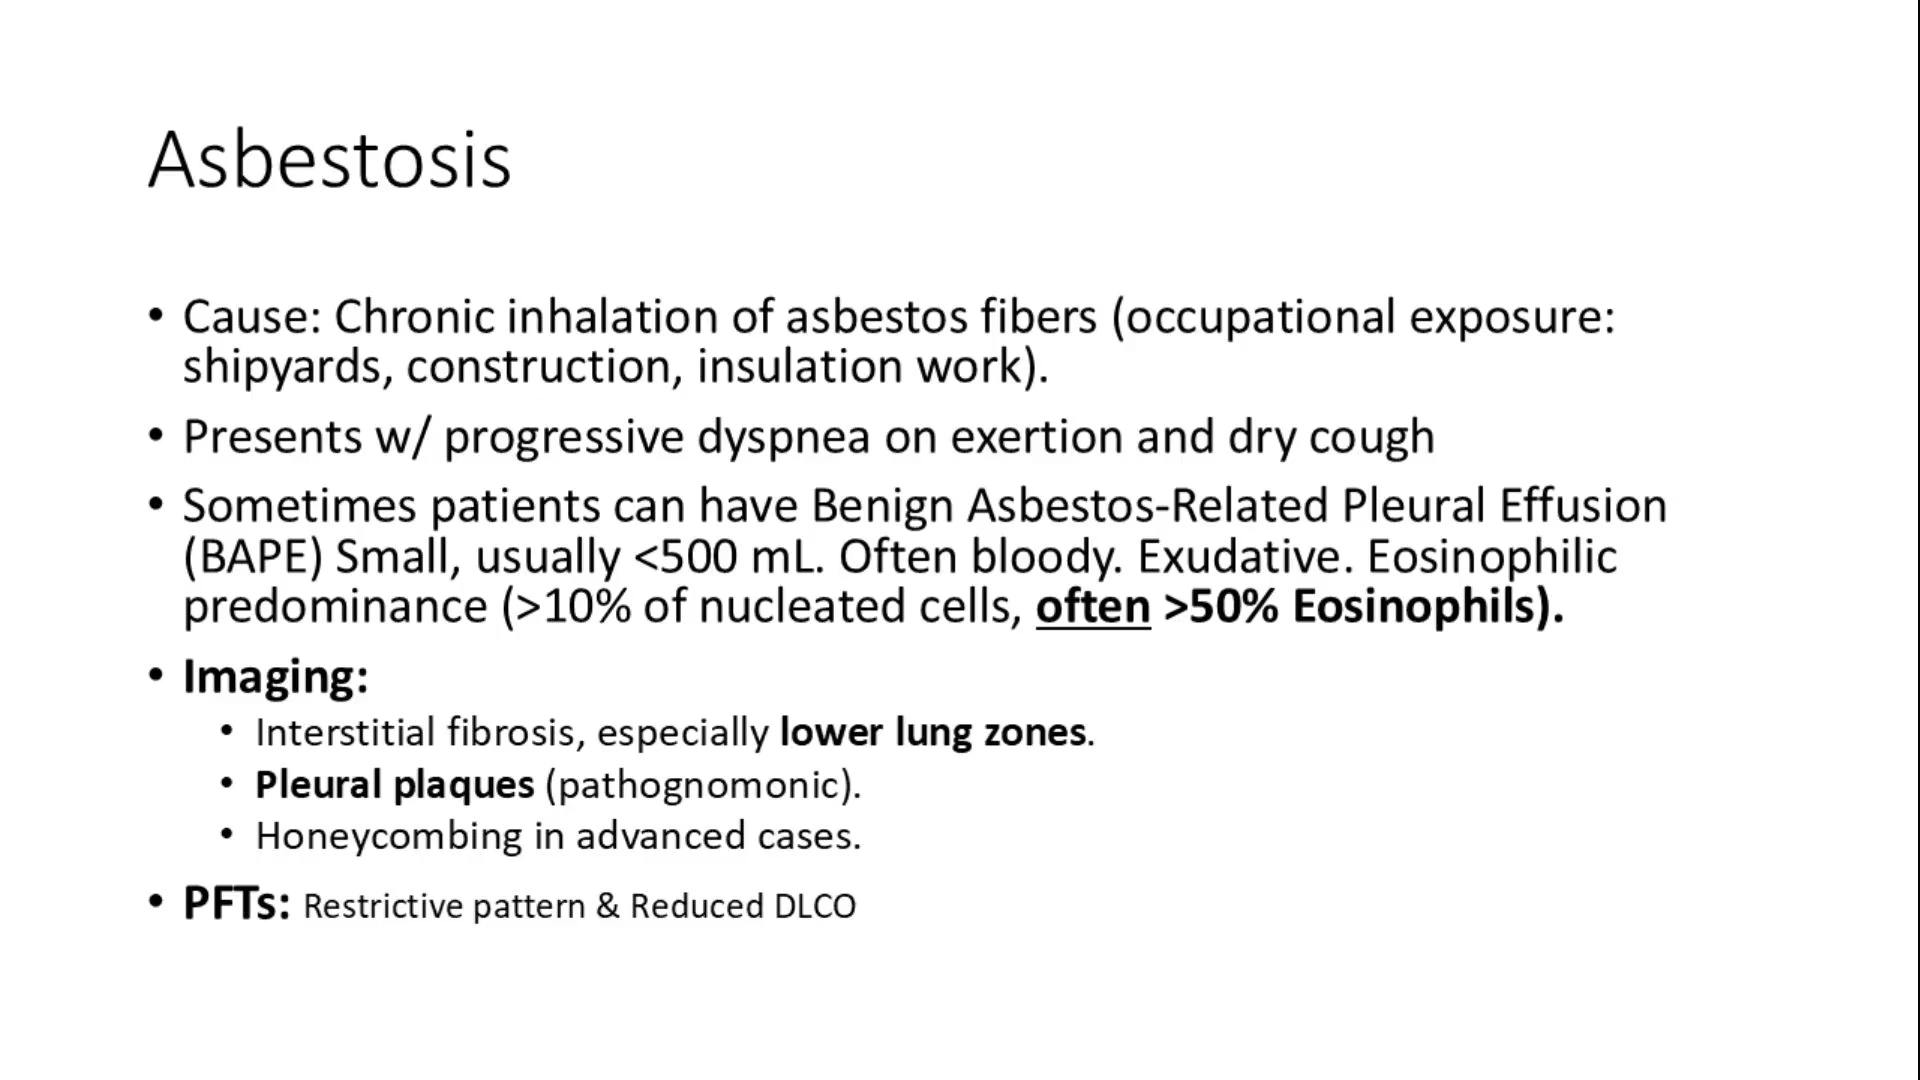 Asbestosis
• Cause: Chronic inhalation of asbestos fibers (occupational exposure:
shipyards, construction, insulation work).
• Presents w/ progressive dyspnea on exertion and dry cough
• Sometimes patients can have Benign Asbestos-Related Pleural Effusion
(BAPE) Small, usually <500 mL. Often bloody. Exudative. Eosinophilic
predominance (>10% of nucleated cells, often >50% Eosinophils).
• Imaging:
• Interstitial fibrosis, especially lower lung zones.
• Pleural plaques (pathognomonic).
• Honeycombing in advanced cases.
• PFTs: Restrictive pattern & Reduced DLCO